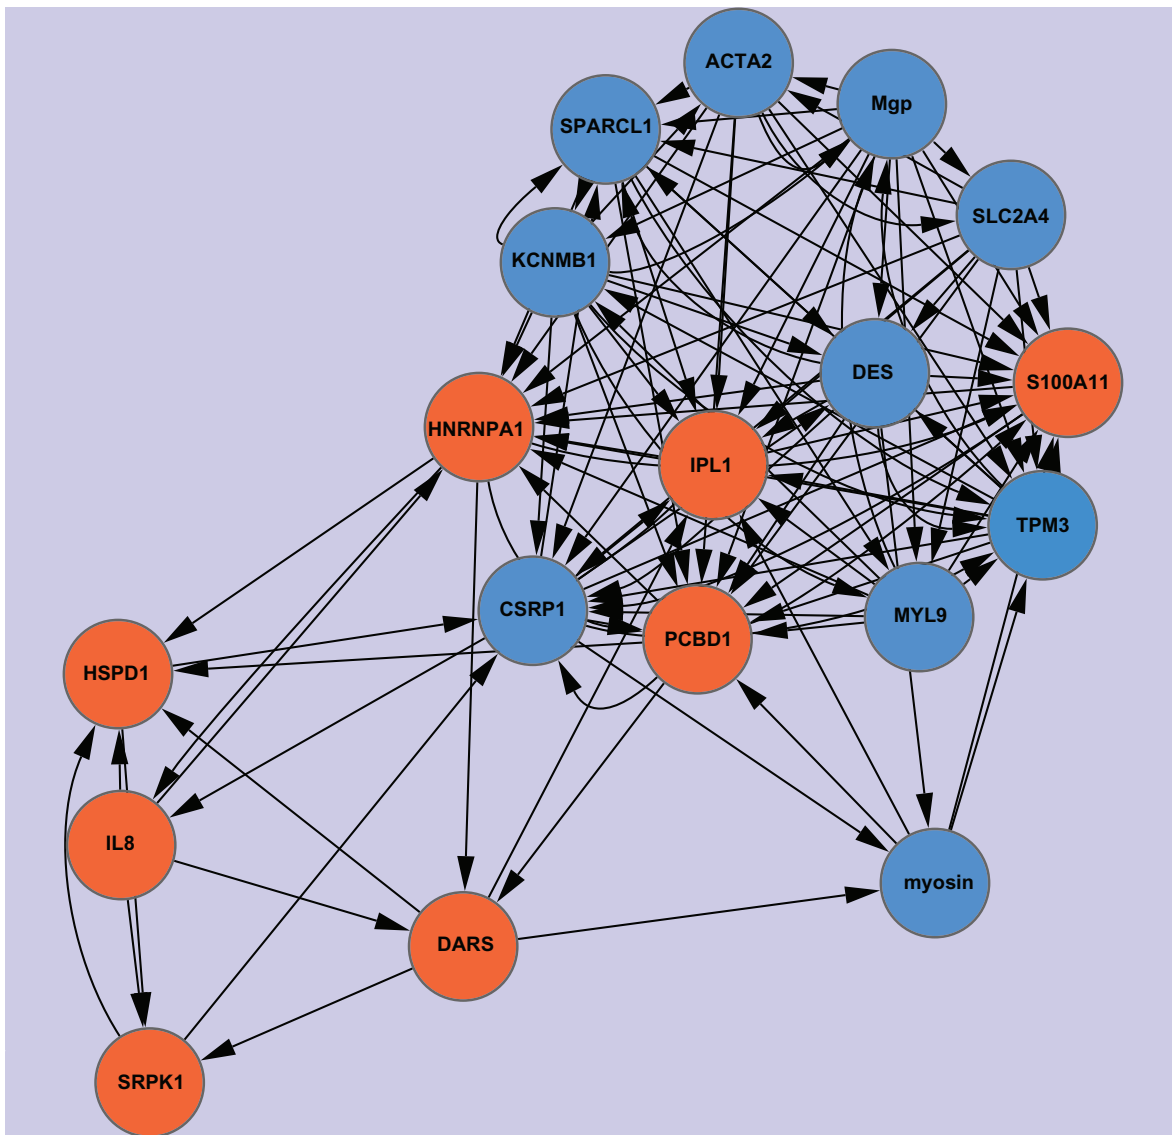 ACTA2
Mgp
SPARCL1
SLC2A4
KCNMB1
DES
S100A11
HNRNPA1
IPL1
TPM3
CSRP1
MYL9
PCBD1
HSPD1
IL8
myosin
DARS
SRPK1